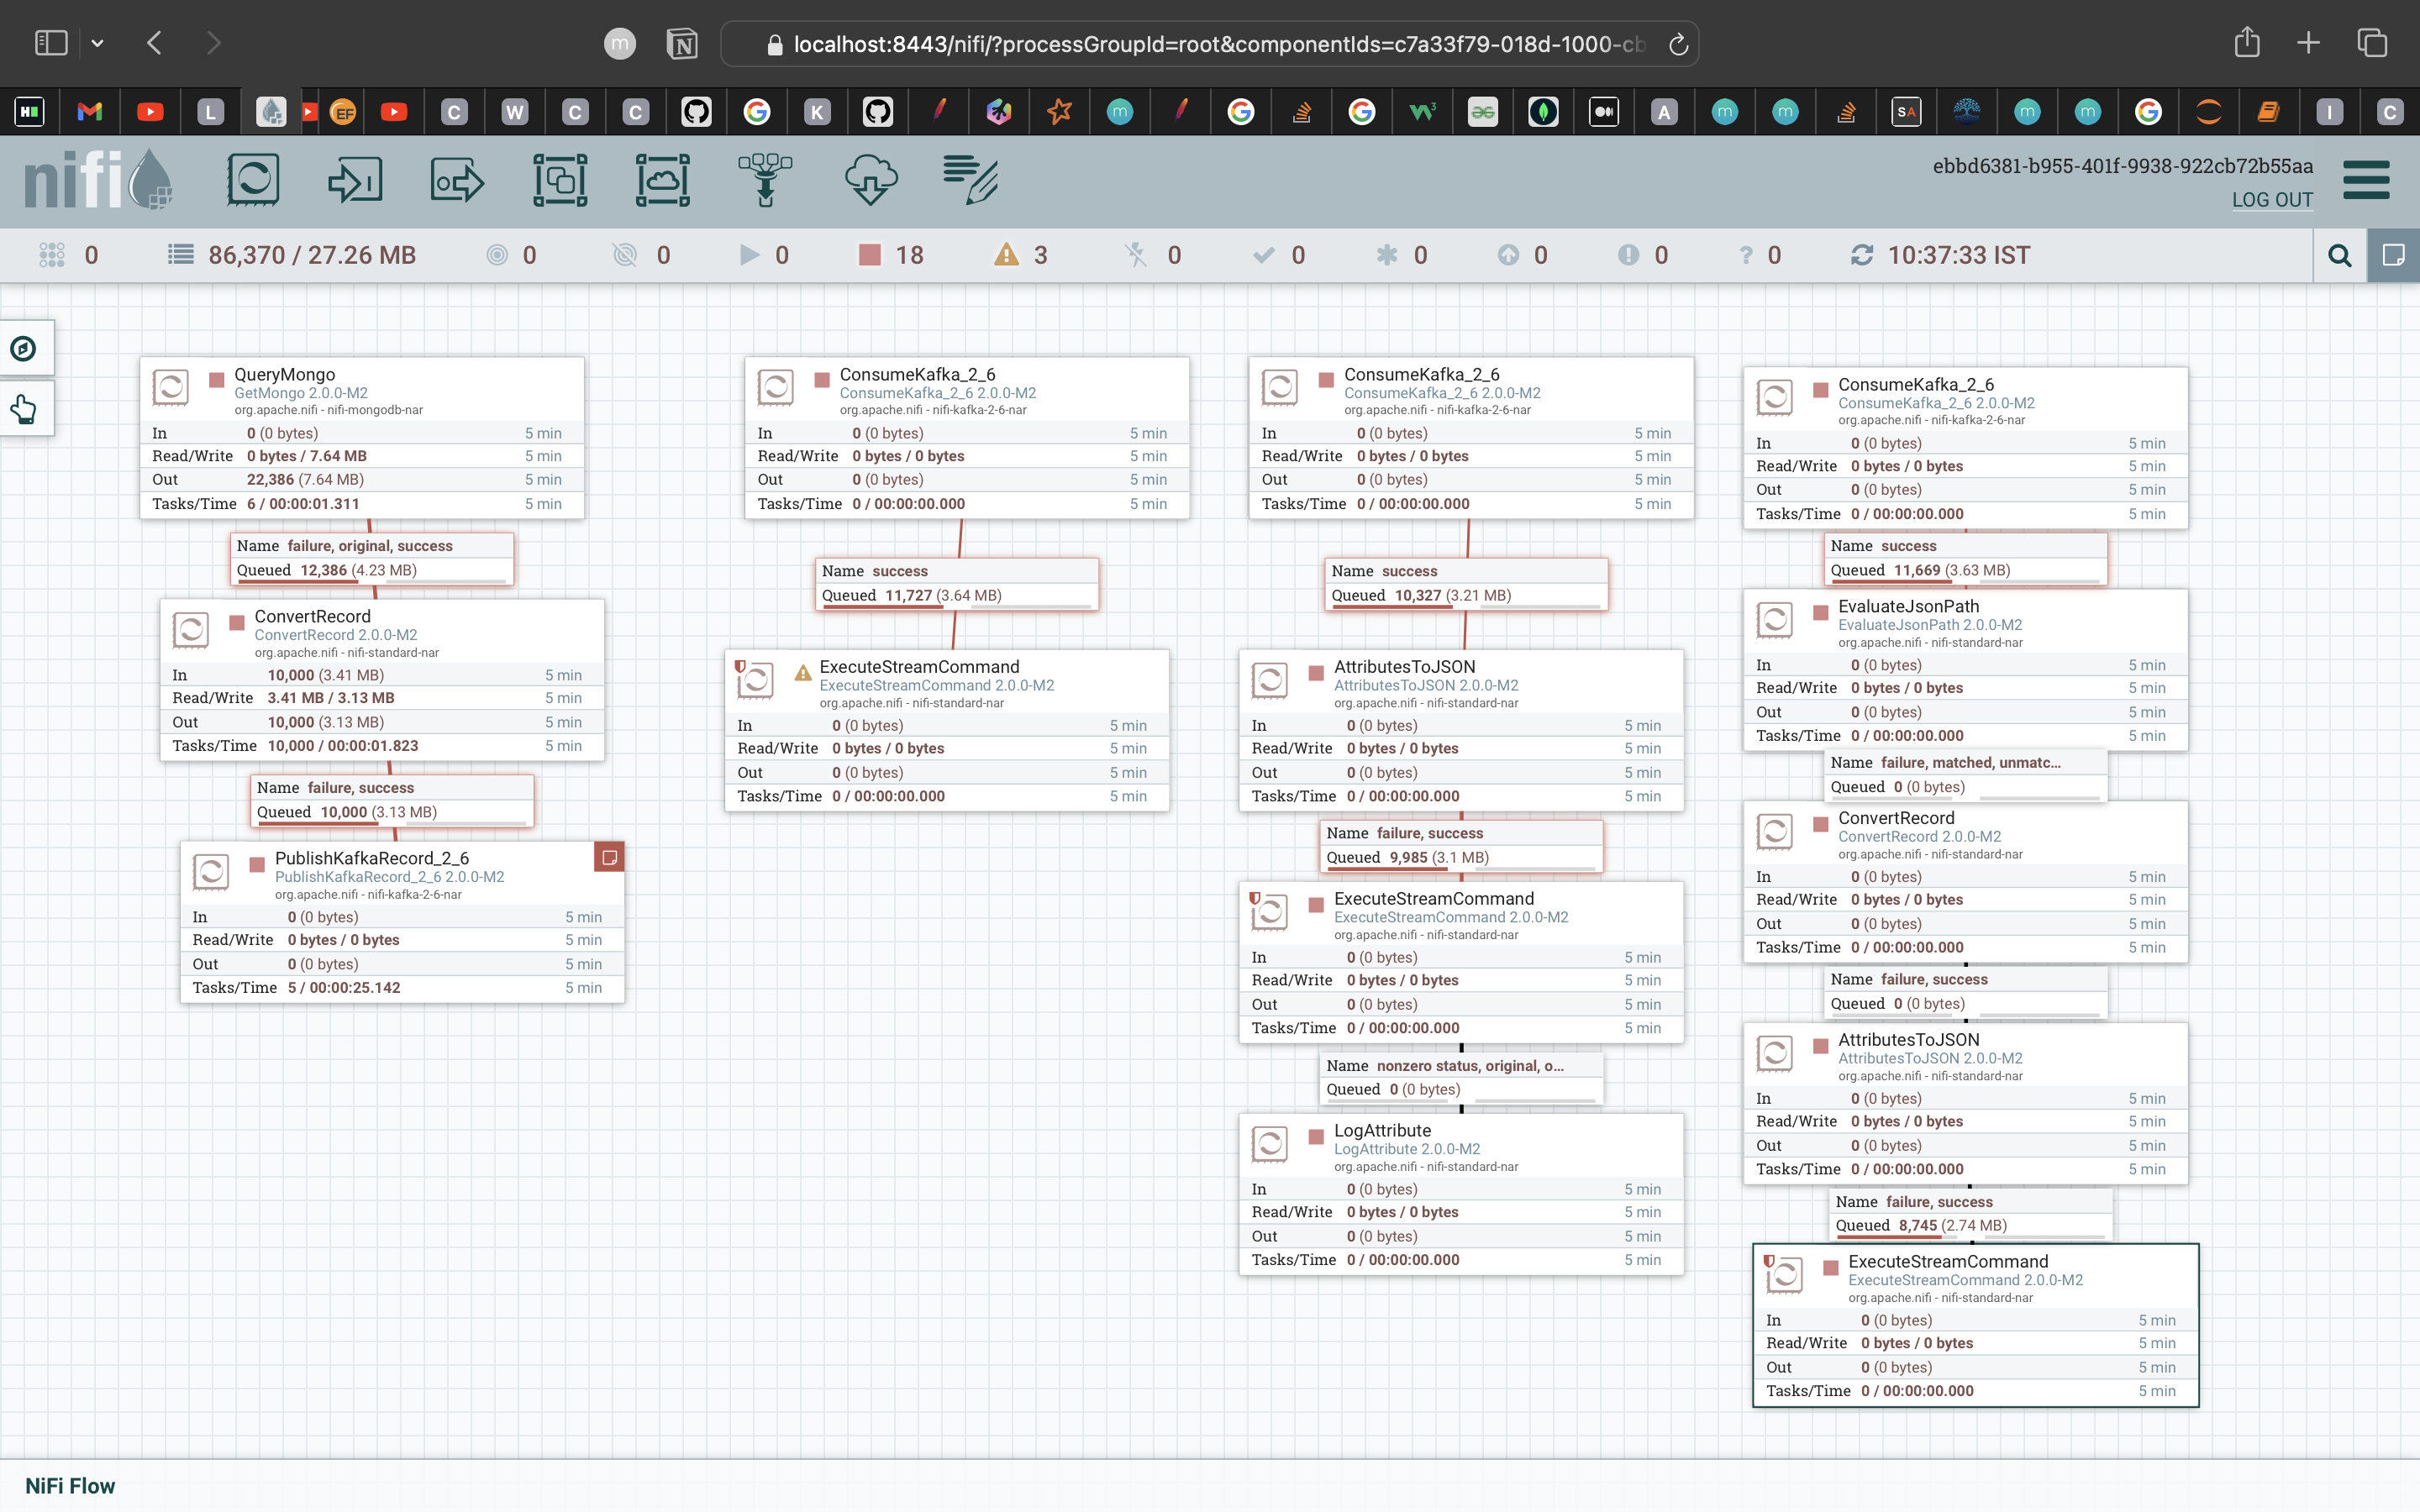 m
localhost:8443/nifi/?processGroupId=root&componentIds=c7a33f79-018d-1000-cb
L
EF
C
W
C
C
K
m
A
m
m
SA
m
m
I
C
nifi
ebbd6381-b955-401f-9938-922cb72b55aa
LOG OUT
0 86,370 / 27.26 MB 0 0 0 18 3 0 0 0 0 0 ? 0 10:37:33 IST
QueryMongo
GetMongo 2.0.0-M2
org.apache.nifi - nifi-mongodb-nar
In 0 (0 bytes) 5 min
Read/Write 0 bytes / 7.64 MB 5 min
Out 22,386 (7.64 MB) 5 min
Tasks/Time 6 / 00:00:01.311 5 min
Name failure, original, success
Queued 12,386 (4.23 MB)
ConvertRecord
ConvertRecord 2.0.0-M2
org.apache.nifi - nifi-standard-nar
In 10,000 (3.41 MB) 5 min
Read/Write 3.41 MB / 3.13 MB 5 min
Out 10,000 (3.13 MB) 5 min
Tasks/Time 10,000 / 00:00:01.823 5 min
Name failure, success
Queued 10,000 (3.13 MB)
PublishKafkaRecord_2_6
PublishKafkaRecord_2_6 2.0.0-M2
org.apache.nifi - nifi-kafka-2-6-nar
In 0 (0 bytes) 5 min
Read/Write 0 bytes / 0 bytes 5 min
Out 0 (0 bytes) 5 min
Tasks/Time 5 / 00:00:25.142 5 min
ConsumeKafka_2_6
ConsumeKafka_2_6 2.0.0-M2
org.apache.nifi - nifi-kafka-2-6-nar
In 0 (0 bytes) 5 min
Read/Write 0 bytes / 0 bytes 5 min
Out 0 (0 bytes) 5 min
Tasks/Time 0 / 00:00:00.000 5 min
Name success
Queued 11,727 (3.64 MB)
ExecuteStreamCommand
ExecuteStreamCommand 2.0.0-M2
org.apache.nifi - nifi-standard-nar
In 0 (0 bytes) 5 min
Read/Write 0 bytes / 0 bytes 5 min
Out 0 (0 bytes) 5 min
Tasks/Time 0 / 00:00:00.000 5 min
ConsumeKafka_2_6
ConsumeKafka_2_6 2.0.0-M2
org.apache.nifi - nifi-kafka-2-6-nar
In 0 (0 bytes) 5 min
Read/Write 0 bytes / 0 bytes 5 min
Out 0 (0 bytes) 5 min
Tasks/Time 0 / 00:00:00.000 5 min
Name success
Queued 10,327 (3.21 MB)
AttributesToJSON
AttributesToJSON 2.0.0-M2
org.apache.nifi - nifi-standard-nar
In 0 (0 bytes) 5 min
Read/Write 0 bytes / 0 bytes 5 min
Out 0 (0 bytes) 5 min
Tasks/Time 0 / 00:00:00.000 5 min
Name failure, success
Queued 9,985 (3.1 MB)
ExecuteStreamCommand
ExecuteStreamCommand 2.0.0-M2
org.apache.nifi - nifi-standard-nar
In 0 (0 bytes) 5 min
Read/Write 0 bytes / 0 bytes 5 min
Out 0 (0 bytes) 5 min
Tasks/Time 0 / 00:00:00.000 5 min
Name nonzero status, original, o...
Queued 0 (0 bytes)
LogAttribute
LogAttribute 2.0.0-M2
org.apache.nifi - nifi-standard-nar
In 0 (0 bytes) 5 min
Read/Write 0 bytes / 0 bytes 5 min
Out 0 (0 bytes) 5 min
Tasks/Time 0 / 00:00:00.000 5 min
ConsumeKafka_2_6
ConsumeKafka_2_6 2.0.0-M2
org.apache.nifi - nifi-kafka-2-6-nar
In 0 (0 bytes) 5 min
Read/Write 0 bytes / 0 bytes 5 min
Out 0 (0 bytes) 5 min
Tasks/Time 0 / 00:00:00.000 5 min
Name success
Queued 11,669 (3.63 MB)
EvaluateJsonPath
EvaluateJsonPath 2.0.0-M2
org.apache.nifi - nifi-standard-nar
In 0 (0 bytes) 5 min
Read/Write 0 bytes / 0 bytes 5 min
Out 0 (0 bytes) 5 min
Tasks/Time 0 / 00:00:00.000 5 min
Name failure, matched, unmatc...
Queued 0 (0 bytes)
ConvertRecord
ConvertRecord 2.0.0-M2
org.apache.nifi - nifi-standard-nar
In 0 (0 bytes) 5 min
Read/Write 0 bytes / 0 bytes 5 min
Out 0 (0 bytes) 5 min
Tasks/Time 0 / 00:00:00.000 5 min
Name failure, success
Queued 0 (0 bytes)
AttributesToJSON
AttributesToJSON 2.0.0-M2
org.apache.nifi - nifi-standard-nar
In 0 (0 bytes) 5 min
Read/Write 0 bytes / 0 bytes 5 min
Out 0 (0 bytes) 5 min
Tasks/Time 0 / 00:00:00.000 5 min
Name failure, success
Queued 8,745 (2.74 MB)
ExecuteStreamCommand
ExecuteStreamCommand 2.0.0-M2
org.apache.nifi - nifi-standard-nar
In 0 (0 bytes) 5 min
Read/Write 0 bytes / 0 bytes 5 min
Out 0 (0 bytes) 5 min
Tasks/Time 0 / 00:00:00.000 5 min
NiFi Flow